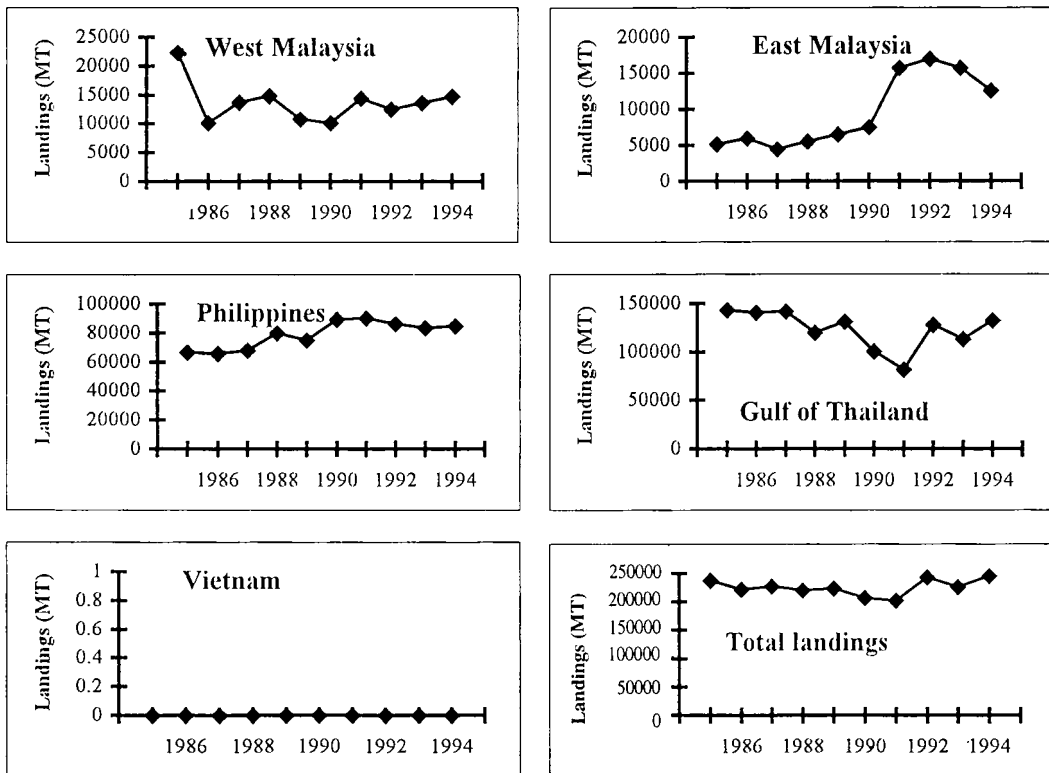 West Malaysia
Landings (MT)
25000
20000
15000
10000
5000
0
1986 1988 1990 1992 1994
East Malaysia
Landings (MT)
20000
15000
10000
5000
0
1986 1988 1990 1992 1994
Philippines
Landings (MT)
100000
80000
60000
40000
20000
0
1986 1988 1990 1992 1994
Gulf of Thailand
Landings (MT)
150000
100000
50000
0
1986 1988 1990 1992 1994
Vietnam
Landings (MT)
1
0.8
0.6
0.4
0.2
0
1986 1988 1990 1992 1994
Total landings
Landings (MT)
250000
200000
150000
100000
50000
0
1986 1988 1990 1992 1994